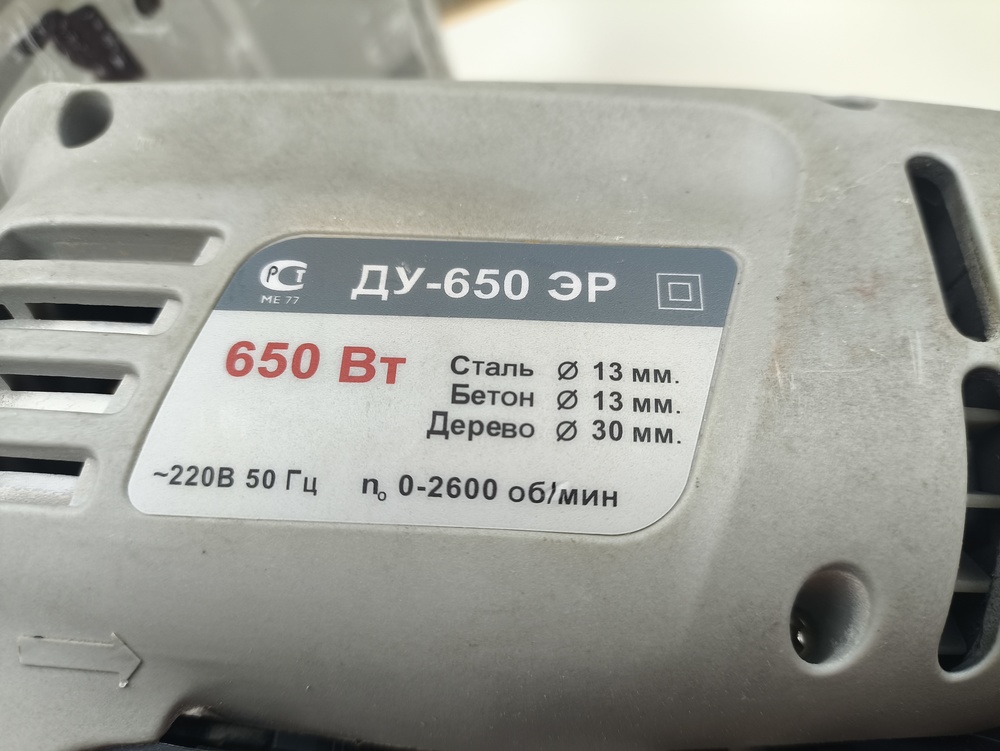 РСТ
ME 77
ДУ-650 ЭР
650 Вт
Сталь ⌀ 13 мм.
Бетон ⌀ 13 мм.
Дерево ⌀ 30 мм.
~220В 50 Гц n₀ 0-2600 об/мин